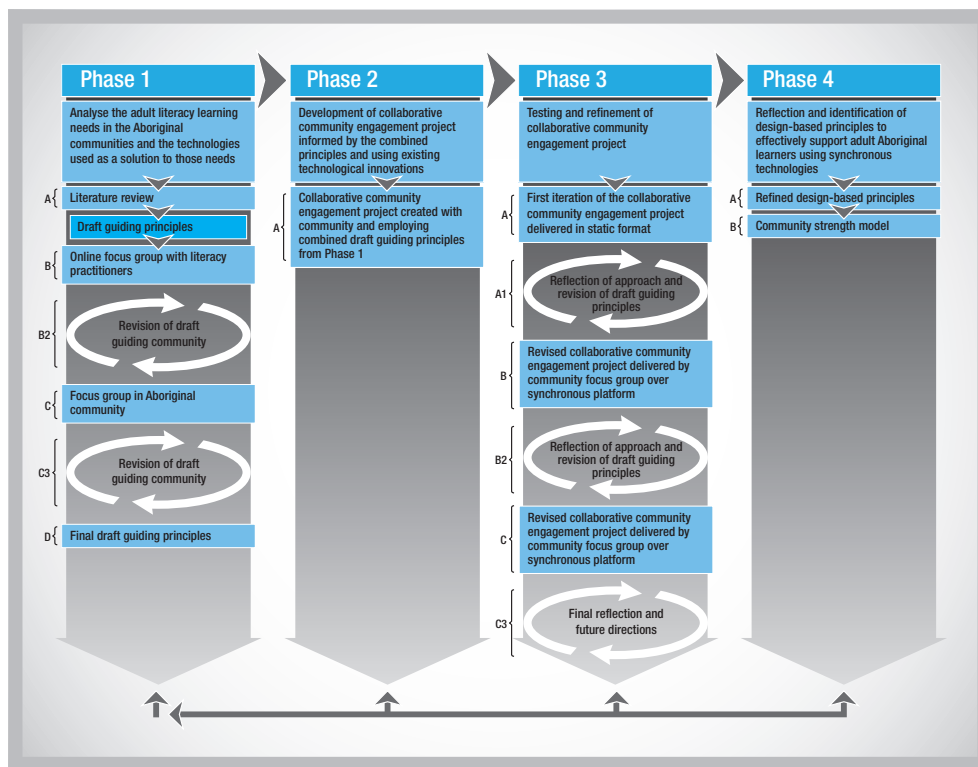 Phase 1
Analyse the adult literacy learning
needs in the Aboriginal
communities and the technologies
used as a solution to those needs
A
Literature review
Draft guiding principles
B
Online focus group with literacy
practitioners
B2
Revision of draft
guiding community
C
Focus group in Aboriginal
community
C3
Revision of draft
guiding community
D
Final draft guiding principles
Phase 2
Development of collaborative
community engagement project
informed by the combined
principles and using existing
technological innovations
A
Collaborative community
engagement project created with
community and employing
combined draft guiding principles
from Phase 1
Phase 3
Testing and refinement of
collaborative community
engagement project
A
First iteration of the collaborative
community engagement project
delivered in static format
A1
Reflection of approach and
revision of draft guiding
principles
B
Revised collaborative community
engagement project delivered by
community focus group over
synchronous platform
B2
Reflection of approach and
revision of draft guiding
principles
C
Revised collaborative community
engagement project delivered by
community focus group over
synchronous platform
C3
Final reflection and
future directions
Phase 4
Reflection and identification of
design-based principles to
effectively support adult Aboriginal
learners using synchronous
technologies
A
Refined design-based principles
B
Community strength model